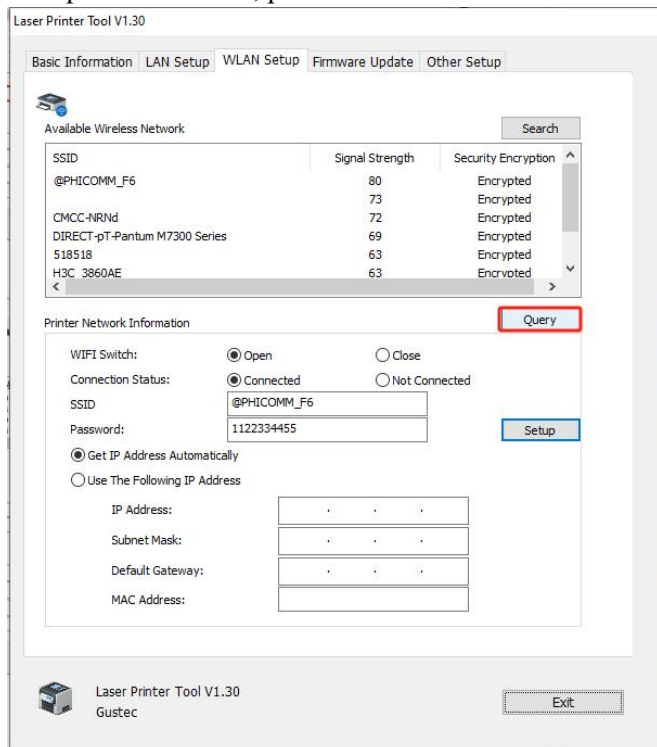 Laser Printer Tool V1.30
Basic Information LAN Setup WLAN Setup Firmware Update Other Setup
Available Wireless Network Search
SSID Signal Strength Security Encryption
@PHICOMM_F6 80 Encrypted
73 Encrypted
CMCC-NRNd 72 Encrypted
DIRECT-pT-Pantum M7300 Series 69 Encrypted
518518 63 Encrypted
H3C_3860AE 63 Encrypted
Printer Network Information Query
WIFI Switch: Open Close
Connection Status: Connected Not Connected
SSID @PHICOMM_F6
Password: 1122334455 Setup
Get IP Address Automatically
Use The Following IP Address
IP Address: . . .
Subnet Mask: . . .
Default Gateway: . . .
MAC Address:
Laser Printer Tool V1.30
Gustec
Exit